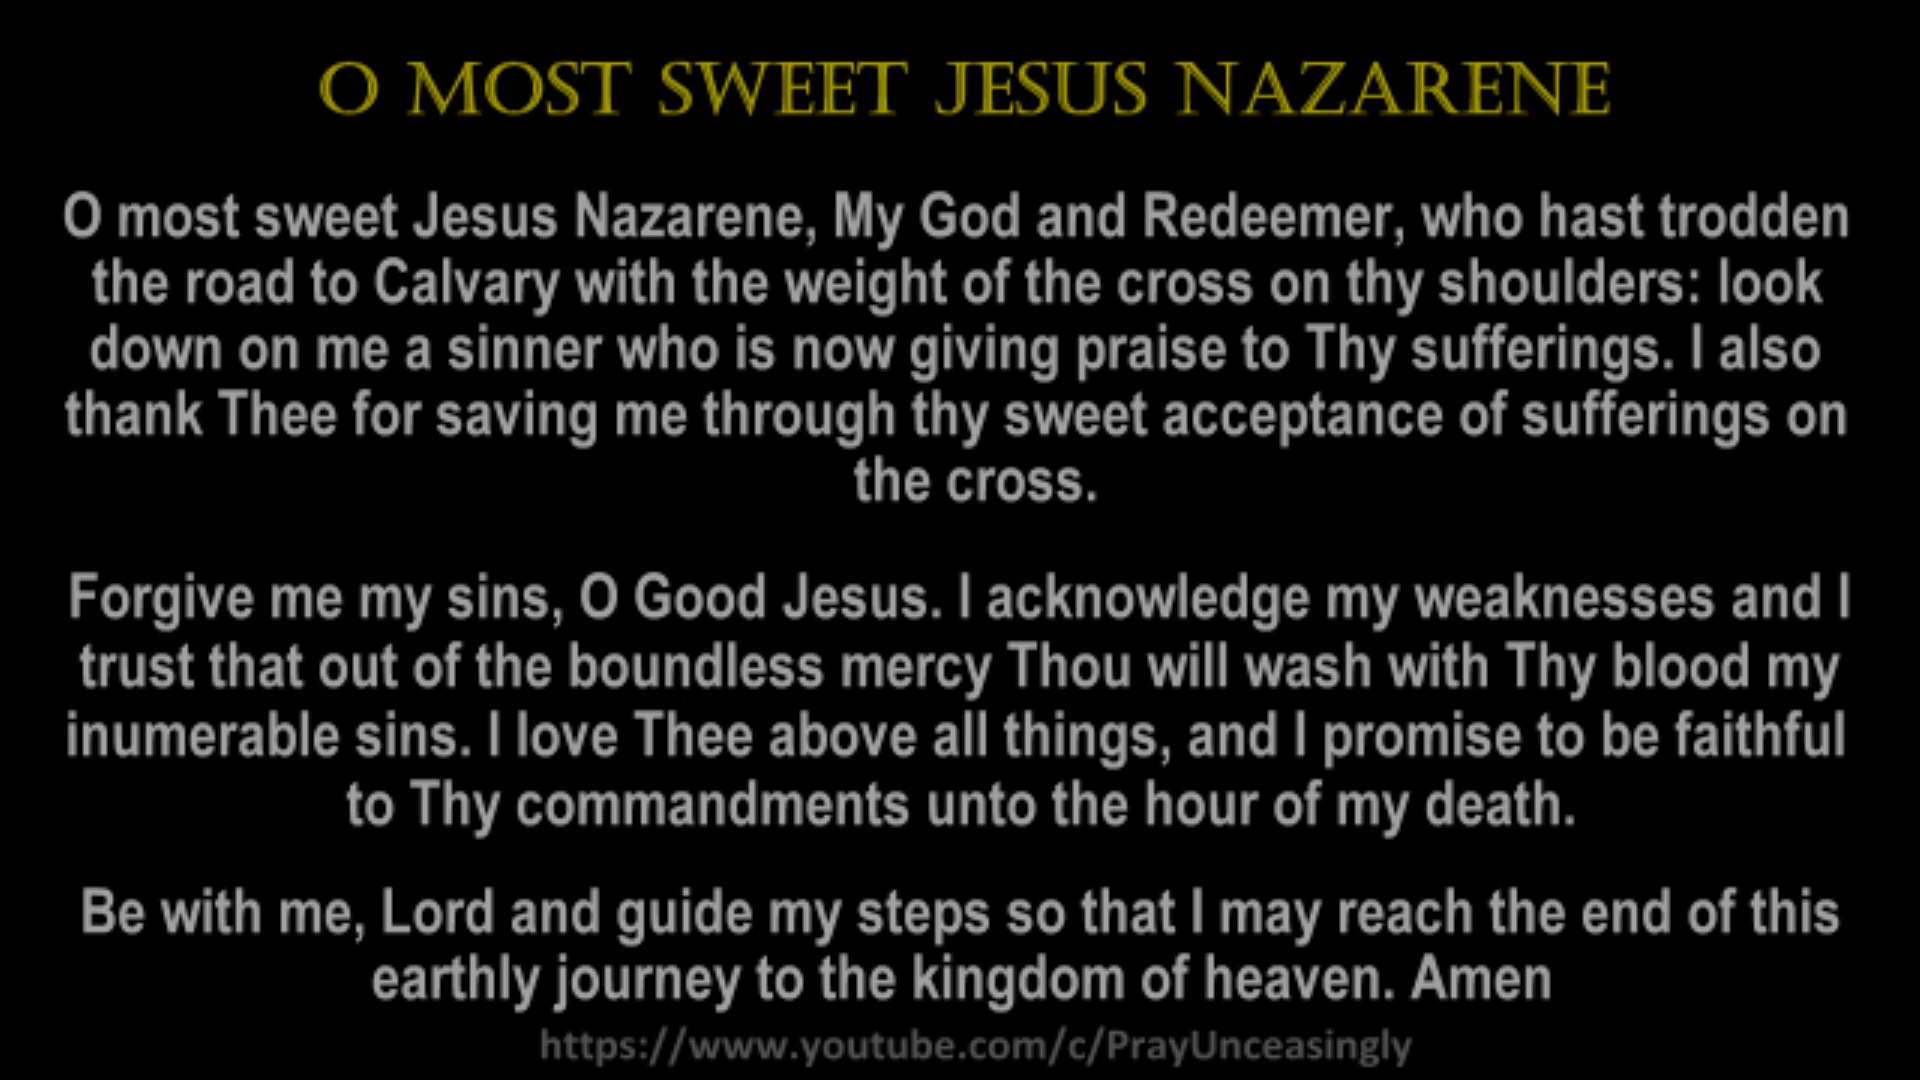 O MOST SWEET JESUS NAZARENE
O most sweet Jesus Nazarene, My God and Redeemer, who hast trodden
the road to Calvary with the weight of the cross on thy shoulders: look
down on me a sinner who is now giving praise to Thy sufferings. I also
thank Thee for saving me through thy sweet acceptance of sufferings on
the cross.
Forgive me my sins, O Good Jesus. I acknowledge my weaknesses and I
trust that out of the boundless mercy Thou will wash with Thy blood my
inumerable sins. I love Thee above all things, and I promise to be faithful
to Thy commandments unto the hour of my death.
Be with me, Lord and guide my steps so that I may reach the end of this
earthly journey to the kingdom of heaven. Amen
https://www.youtube.com/c/PrayUnceasingly